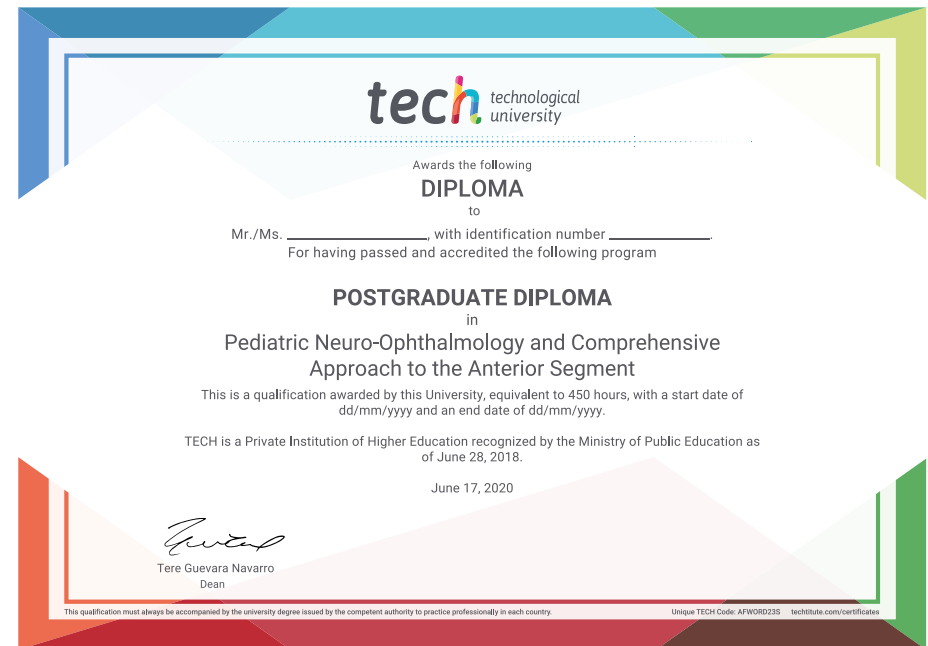 tech technological
university
Awards the following
DIPLOMA
to
Mr./Ms. ____________________, with identification number ______________.
For having passed and accredited the following program
POSTGRADUATE DIPLOMA
in
Pediatric Neuro-Ophthalmology and Comprehensive
Approach to the Anterior Segment
This is a qualification awarded by this University, equivalent to 450 hours, with a start date of
dd/mm/yyyy and an end date of dd/mm/yyyy.
TECH is a Private Institution of Higher Education recognized by the Ministry of Public Education as
of June 28, 2018.
June 17, 2020
Tere Guevara Navarro
Dean
This qualification must always be accompanied by the university degree issued by the competent authority to practice professionally in each country.
Unique TECH Code: AFWORD23S techtitute.com/certificates